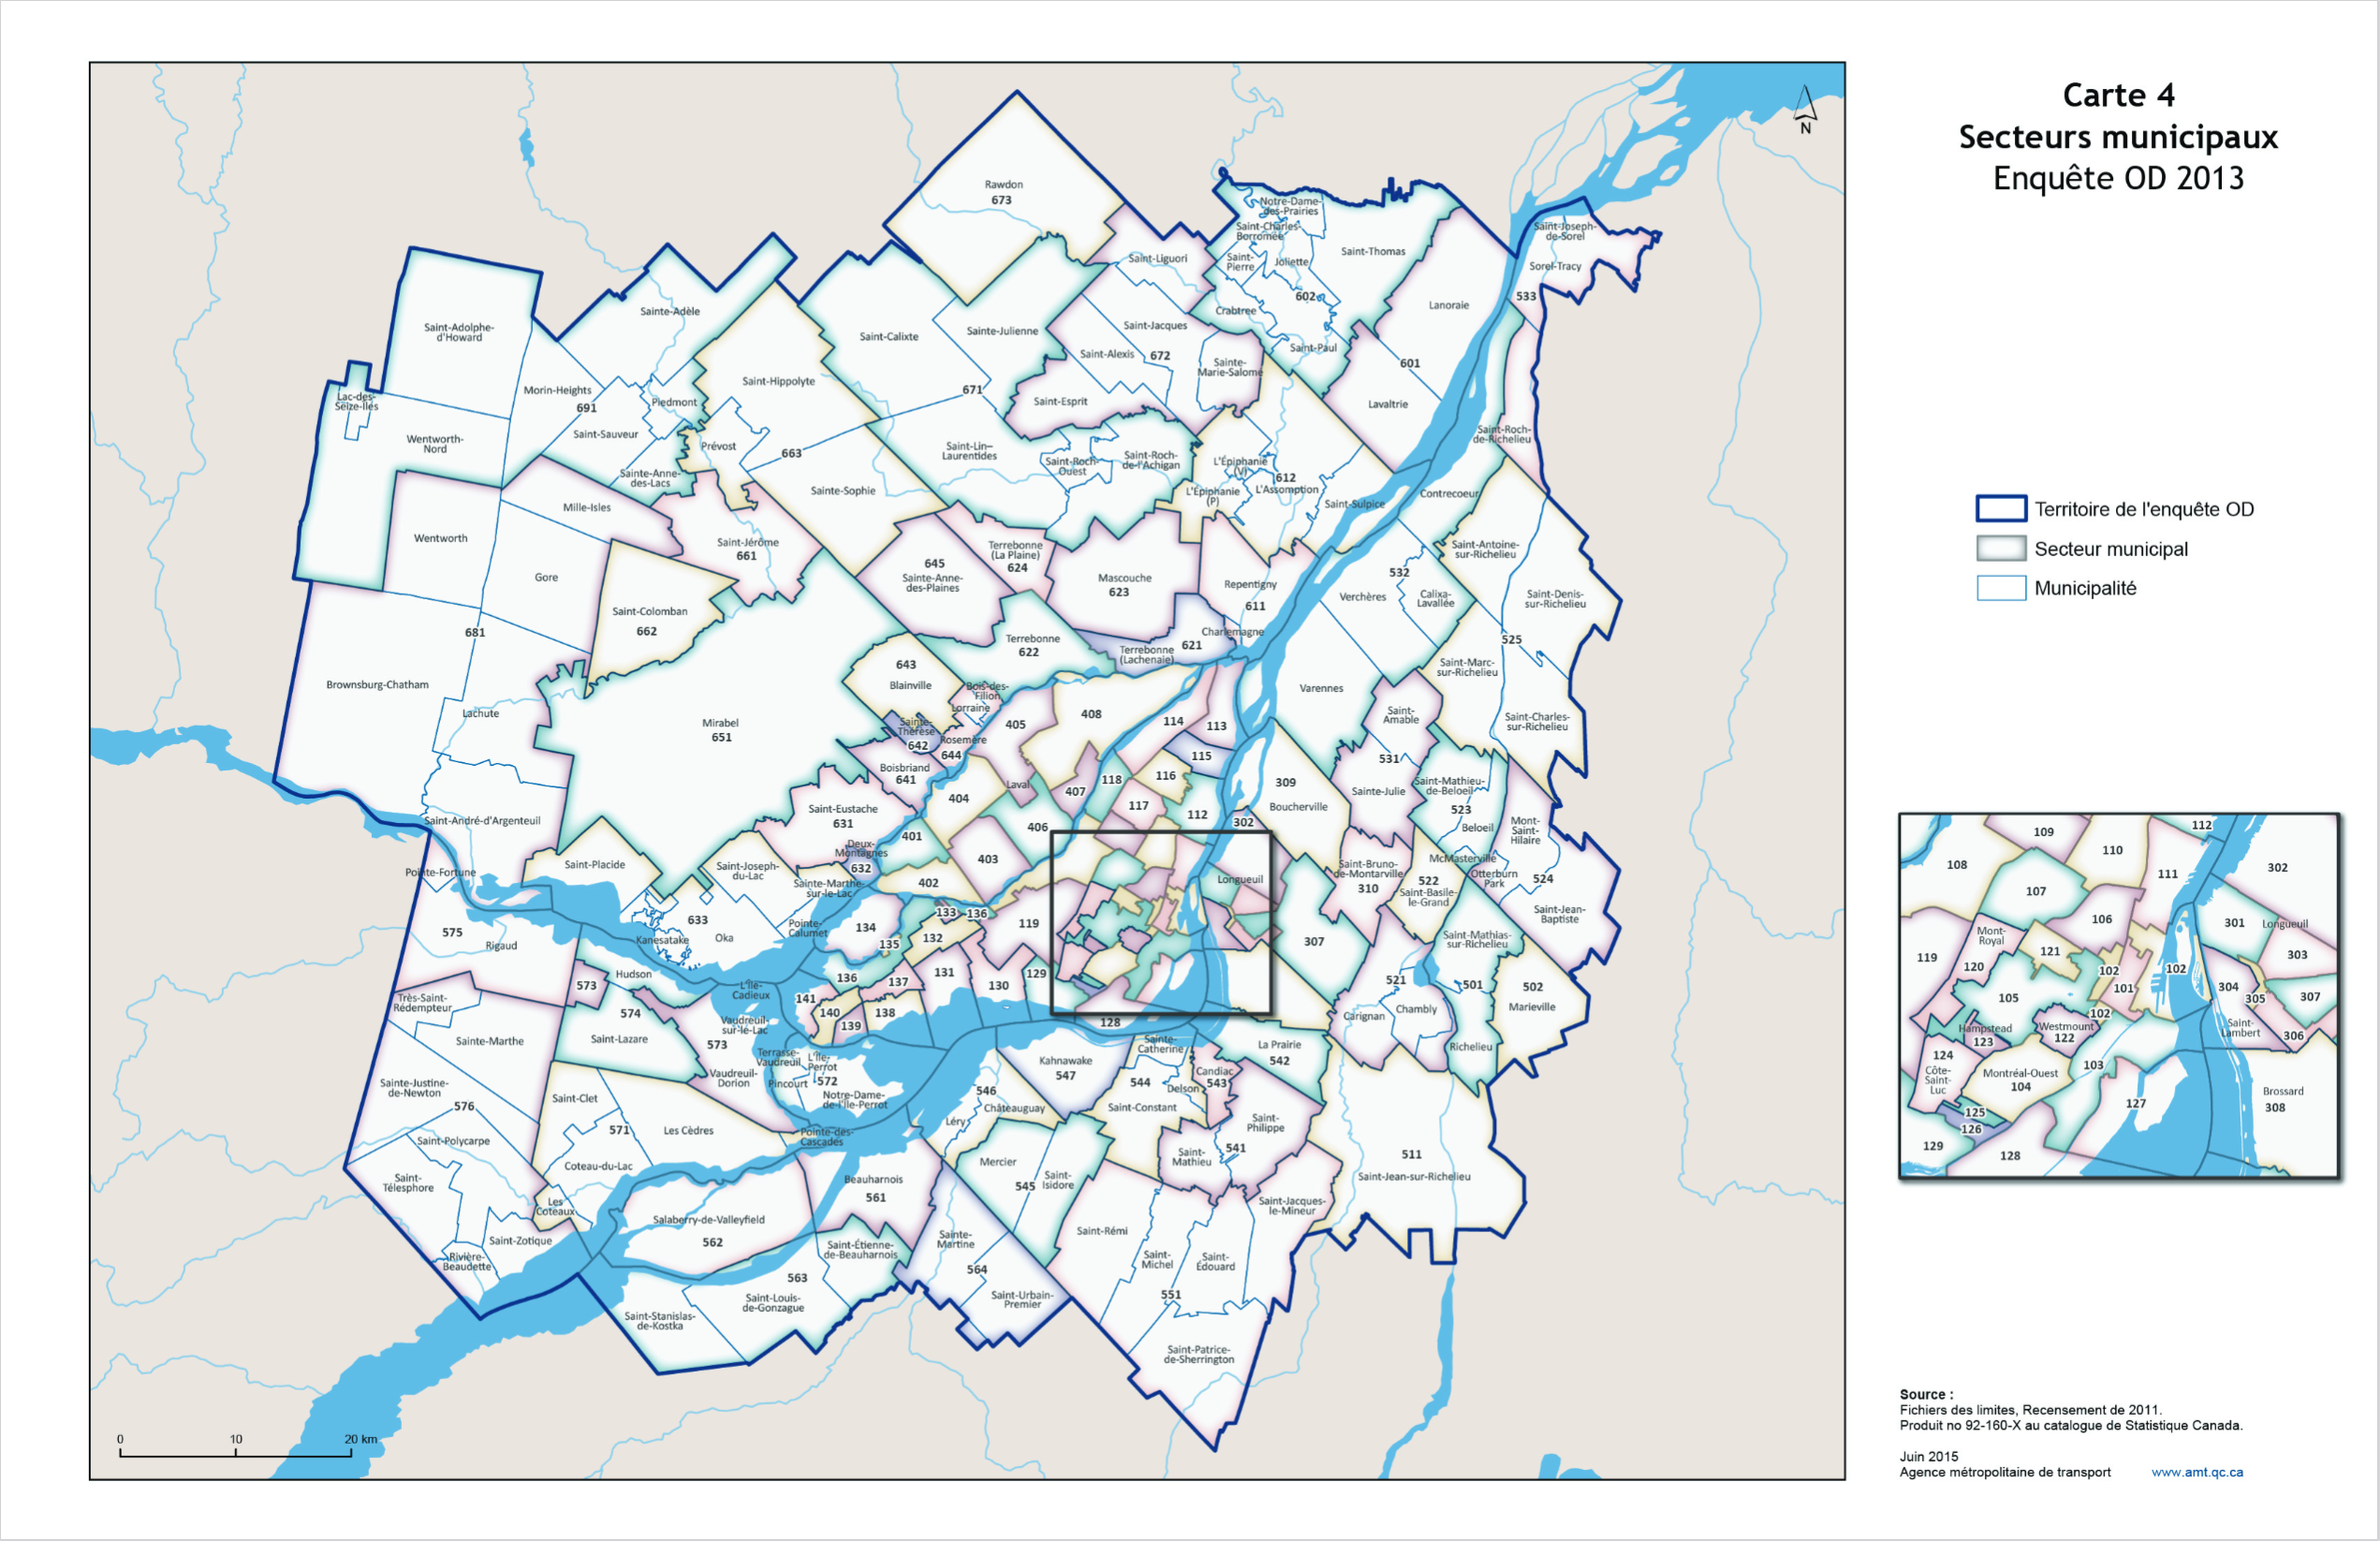 Carte 4
Secteurs municipaux
Enquête OD 2013
N
Rawdon
673
Notre-Dame-
des-Prairies
Saint-Charles-
Borromée
Saint-Thomas
Saint-
Pierre
Joliette
602
Crabtree
Saint-Paul
Saint-Joseph-
de-Sorel
Sorel-Tracy
533
Lanoraie
601
Lavaltrie
Saint-Liguori
Saint-Jacques
Saint-Alexis
672
Sainte-
Marie-Salomé
Saint-Esprit
Saint-Calixte
Sainte-Julienne
671
Saint-Lin–
Laurentides
Saint-Roch-
Ouest
Saint-Roch-
de-l'Achigan
Sainte-Adèle
Saint-Adolphe-
d'Howard
Morin-Heights
691
Piedmont
Saint-Sauveur
Sainte-Anne-
des-Lacs
Lac-des-
Seize-Iles
Wentworth-
Nord
Saint-Hippolyte
Prévost
663
Sainte-Sophie
Mille-Isles
Wentworth
Gore
Saint-Jérôme
661
Saint-Colomban
662
681
Brownsburg-Chatham
Lachute
Saint-André-d'Argenteuil
L'Épiphanie
(V)
612
L'Assomption
L'Épiphanie
(P)
Saint-Sulpice
Saint-Roch-
de-Richelieu
Contrecoeur
532
Verchères
Calixa-
Lavallée
Varennes
Saint-Antoine-
sur-Richelieu
Saint-Denis-
sur-Richelieu
525
Saint-Marc-
sur-Richelieu
Saint-Charles-
sur-Richelieu
645
Sainte-Anne-
des-Plaines
Terrebonne
(La Plaine)
624
Mascouche
623
Repentigny
611
Charlemagne
Terrebonne
622
Terrebonne
(Lachenaie)
621
643
Blainville
Bois-des-
Filion
Lorraine
Sainte-
Thérèse
642
Rosemère
644
Boisbriand
641
Mirabel
651
Saint-Eustache
631
Deux-
Montagnes
632
Saint-Joseph-
du-Lac
Sainte-Marthe-
sur-le-Lac
Pointe-
Calumet
Saint-Placide
633
Oka
Kanesatake
405
408
114
113
115
116
118
117
112
407
Laval
404
406
401
403
402
309
Boucherville
302
Longueuil
Saint-
Amable
531
Sainte-Julie
Saint-Mathieu-
de-Beloeil
523
Beloeil
Mont-
Saint-
Hilaire
McMasterville
Otterburn
Park
524
Saint-Jean-
Baptiste
Saint-Bruno-
de-Montarville
310
522
Saint-Basile-
le-Grand
Saint-Mathias-
sur-Richelieu
307
521
Carignan
Chambly
501
Richelieu
502
Marieville
Pointe-Fortune
575
Rigaud
Très-Saint-
Rédempteur
Sainte-Marthe
Sainte-Justine-
de-Newton
576
Saint-Polycarpe
Saint-
Télesphore
Rivière-
Beaudette
Saint-Zotique
Hudson
573
574
Saint-Lazare
573
Vaudreuil-
Dorion
L'Île-
Cadieux
Vaudreuil-
sur-le-Lac
Terrasse-
Vaudreuil
L'Île-
Perrot
Pincourt
572
Notre-Dame-
de-l'Île-Perrot
Pointe-des-
Cascades
Saint-Clet
571
Les Cèdres
Coteau-du-Lac
Les
Coteaux
133
136
134
135
132
119
131
137
136
141
140
138
139
130
129
128
Kahnawake
547
546
Châteauguay
Léry
Sainte-
Catherine
544
Delson
Candiac
543
Saint-Constant
La Prairie
542
Saint-
Philippe
541
Saint-
Mathieu
Mercier
545
Saint-
Isidore
Saint-Jacques-
le-Mineur
511
Saint-Jean-sur-Richelieu
Beauharnois
561
Salaberry-de-Valleyfield
562
Saint-Étienne-
de-Beauharnois
563
Saint-Louis-
de-Gonzague
Saint-Stanislas-
de-Kostka
Sainte-
Martine
564
Saint-Urbain-
Premier
Saint-Rémi
Saint-
Michel
Saint-
Édouard
551
Saint-Patrice-
de-Sherrington
0 10 20 km
Territoire de l'enquête OD
Secteur municipal
Municipalité
109
110
112
108
107
111
302
106
301
Longueuil
Mont-
Royal
119
120
121
102
102
303
105
101
304
305
307
Hampstead
123
Westmount
122
102
Saint-
Lambert
306
124
Côte-
Saint-
Luc
Montréal-Ouest
104
103
Brossard
308
125
126
127
129
128
Source :
Fichiers des limites, Recensement de 2011.
Produit no 92-160-X au catalogue de Statistique Canada.
Juin 2015
Agence métropolitaine de transport www.amt.qc.ca